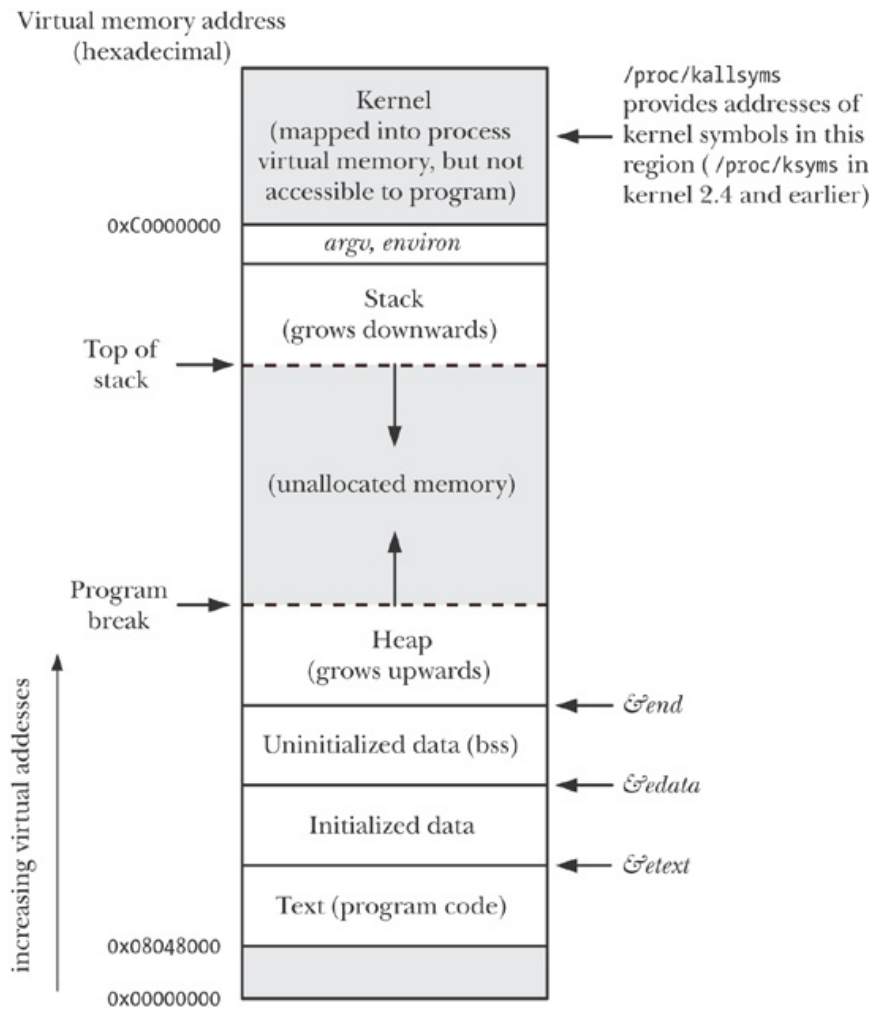 Virtual memory address
(hexadecimal)
/proc/kallsyms
provides addresses of
kernel symbols in this
region (/proc/ksyms in
kernel 2.4 and earlier)
Kernel
(mapped into process
virtual memory, but not
accessible to program)
0xC0000000
argv, environ
Stack
(grows downwards)
Top of
stack
(unallocated memory)
Program
break
Heap
(grows upwards)
&end
Uninitialized data (bss)
&edata
Initialized data
&etext
Text (program code)
0x08048000
0x00000000
increasing virtual addesses